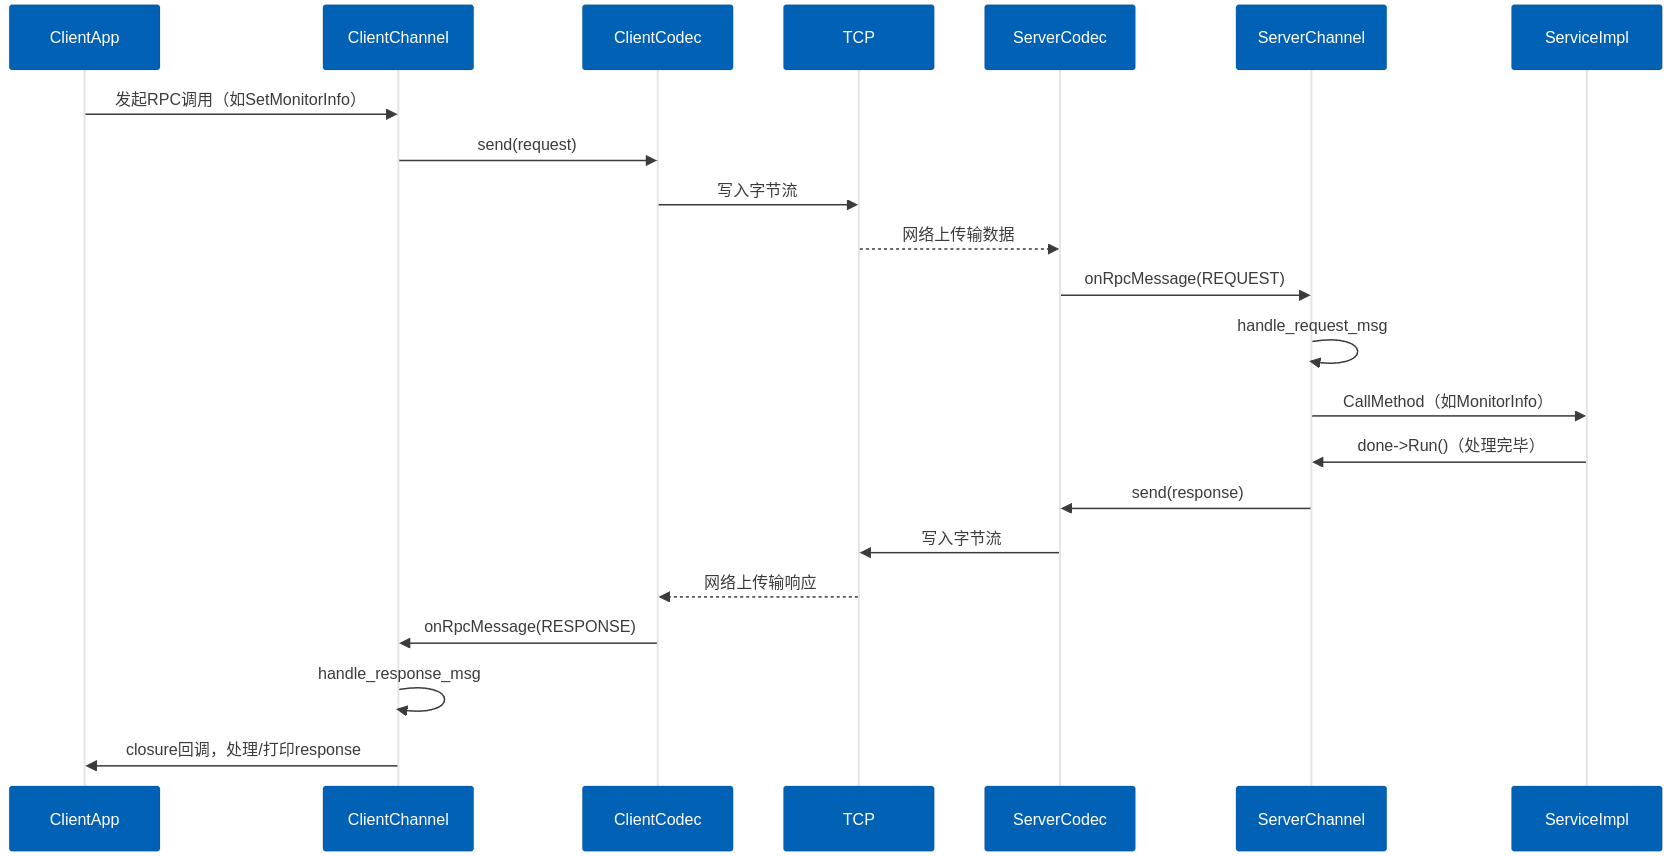 ClientApp
ClientChannel
ClientCodec
TCP
ServerCodec
ServerChannel
ServiceImpl
发起RPC调用（如SetMonitorInfo）
send(request)
写入字节流
网络上传输数据
onRpcMessage(REQUEST)
handle_request_msg
CallMethod（如MonitorInfo）
done->Run()（处理完毕）
send(response)
写入字节流
网络上传输响应
onRpcMessage(RESPONSE)
handle_response_msg
closure回调，处理/打印response
ClientApp
ClientChannel
ClientCodec
TCP
ServerCodec
ServerChannel
ServiceImpl